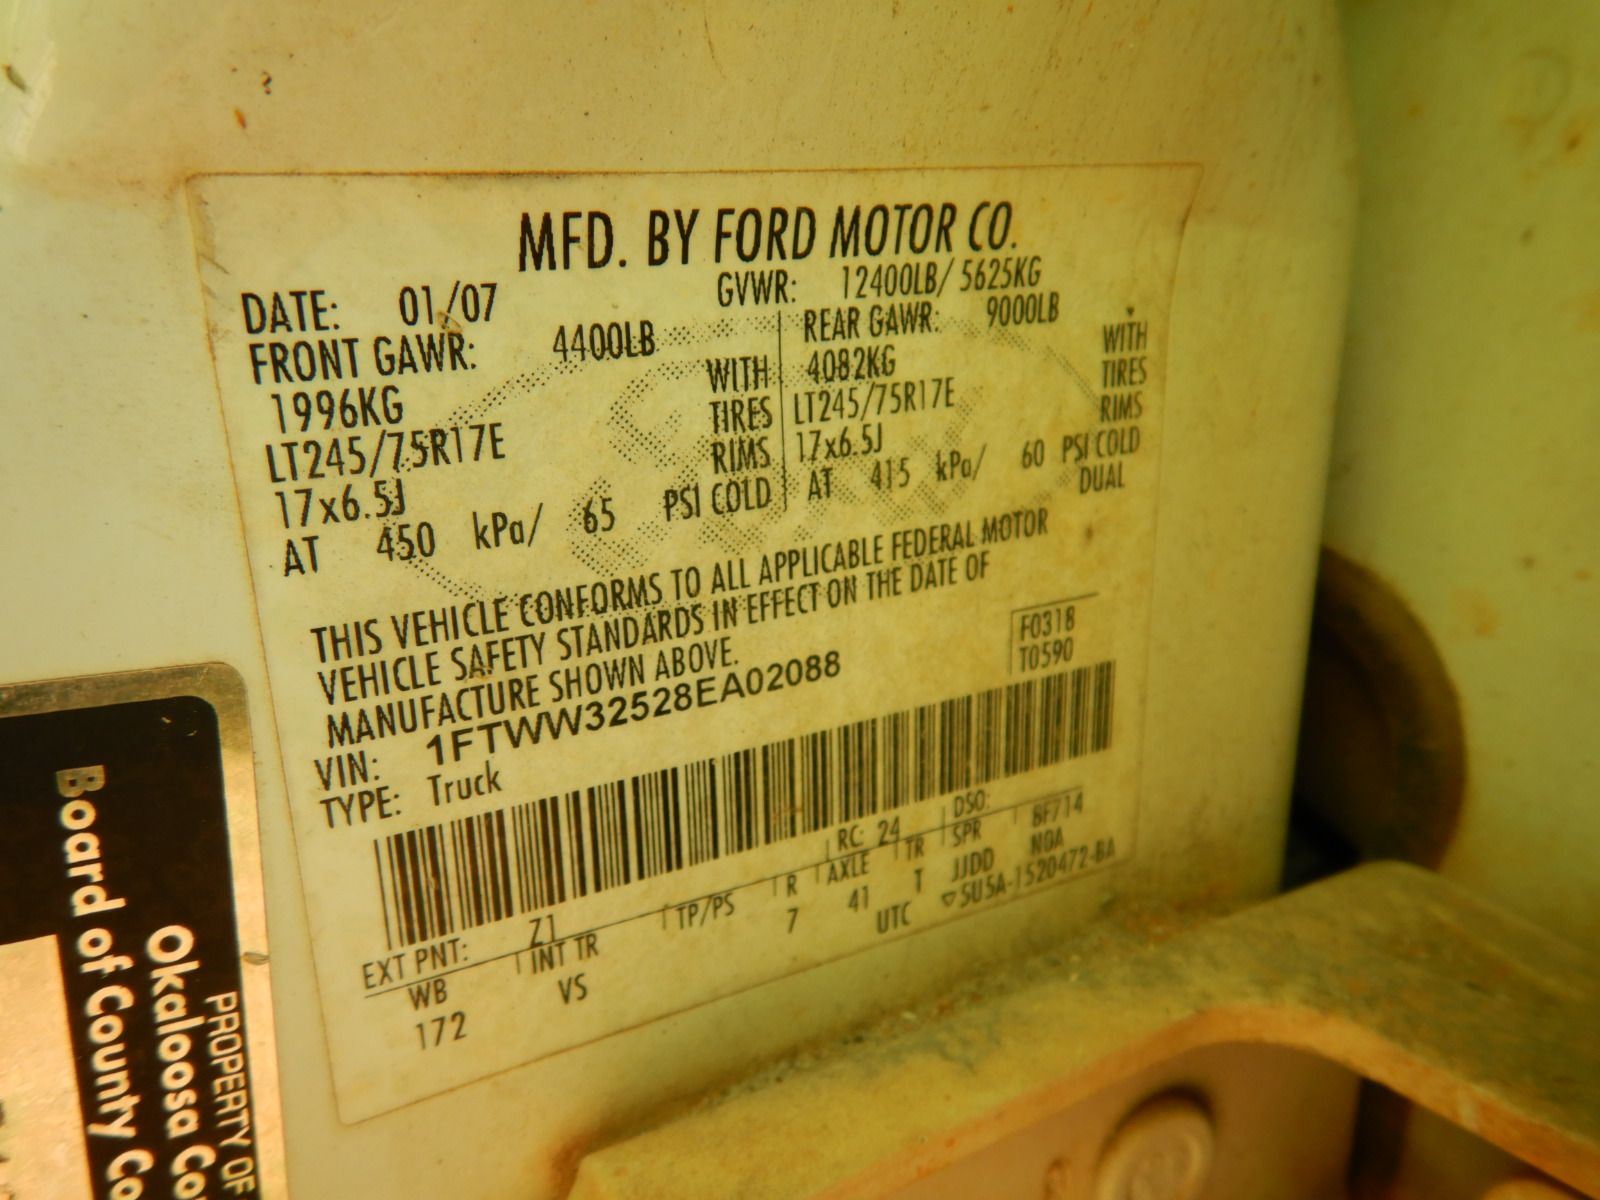 MFD. BY FORD MOTOR CO.
DATE: 01/07 GVWR: 12400LB/ 5625KG
FRONT GAWR: 4400LB
1996KG WITH
LT245/75R17E TIRES
17x6.5J RIMS
AT 450 kPa/ 65 PSI COLD
REAR GAWR: 9000LB
4082KG WITH
LT245/75R17E TIRES
17x6.5J RIMS
AT 415 kPa/ 60 PSI COLD
DUAL
THIS VEHICLE CONFORMS TO ALL APPLICABLE FEDERAL MOTOR
VEHICLE SAFETY STANDARDS IN EFFECT ON THE DATE OF
MANUFACTURE SHOWN ABOVE.
F0318
T0590
VIN: 1FTWW32528EA02088
TYPE: Truck
EXT PNT: Z1 RC: 24 DSO:
WB INT TR TP/PS R AXLE TR SPR BF714
172 VS 7 41 T JJDD NOA
UTC ▽5U5A-1520472-BA
PROPERTY OF
Okaloosa Co
Board of County Co